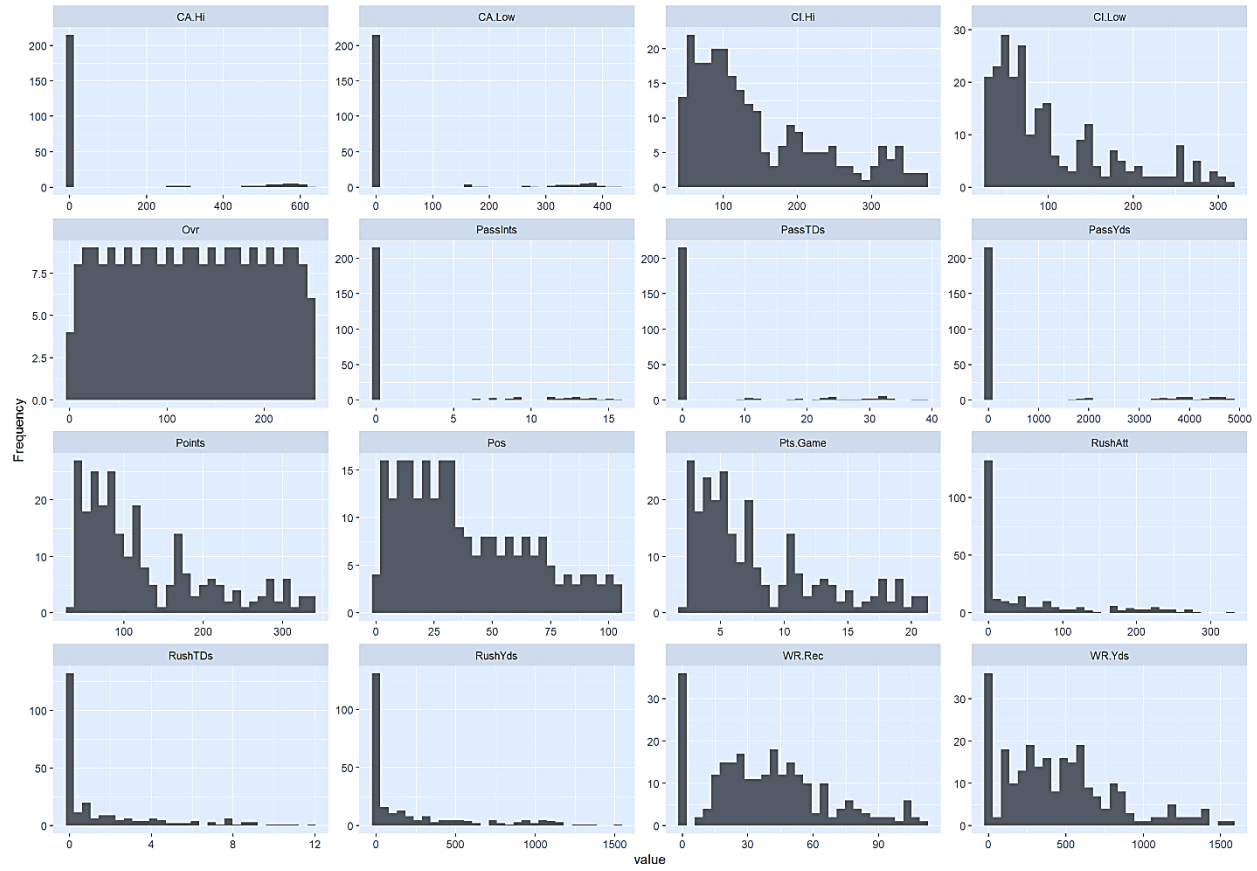 CA.Hi CA.Low CI.Hi CI.Low
200 150 100 50 0
0 200 400 600
200 150 100 50 0
0 100 200 300 400
20 15 10 5 0
100 200 300
30 20 10 0
100 200 300
Ovr PassInts PassTDs PassYds
7.5 5.0 2.5 0.0
0 100 200
200 150 100 50 0
0 5 10 15
200 150 100 50 0
0 10 20 30 40
200 150 100 50 0
0 1000 2000 3000 4000 5000
Frequency
Points Pos Pts.Game RushAtt
20 10 0
100 200 300
15 10 5 0
0 25 50 75 100
20 10 0
5 10 15 20
100 50 0
0 100 200 300
RushTDs RushYds WR.Rec WR.Yds
100 50 0
0 4 8 12
100 50 0
0 500 1000 1500
30 20 10 0
0 30 60 90
30 20 10 0
0 500 1000 1500
value